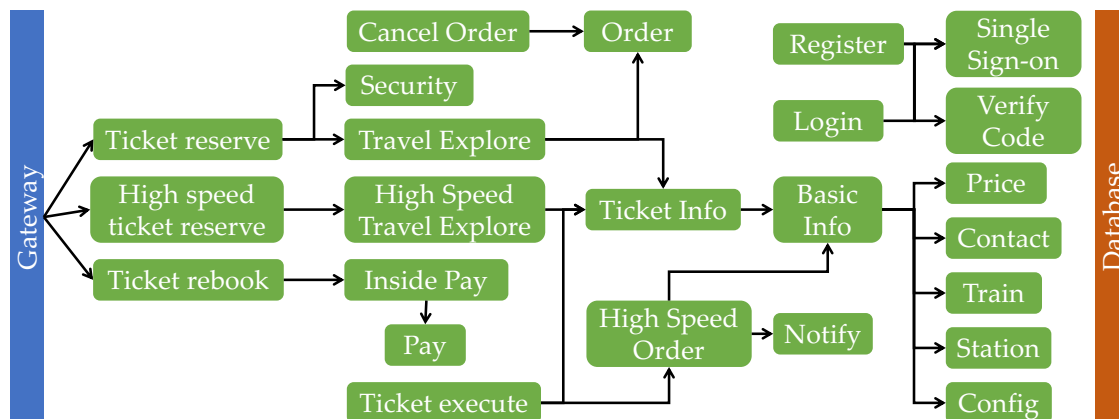 Gateway
Cancel Order
Order
Security
Ticket reserve
Travel Explore
High speed
ticket reserve
High Speed
Travel Explore
Ticket Info
Basic
Info
Ticket rebook
Inside Pay
Pay
High Speed
Order
Notify
Ticket execute
Register
Single
Sign-on
Login
Verify
Code
Price
Contact
Train
Station
Config
Database